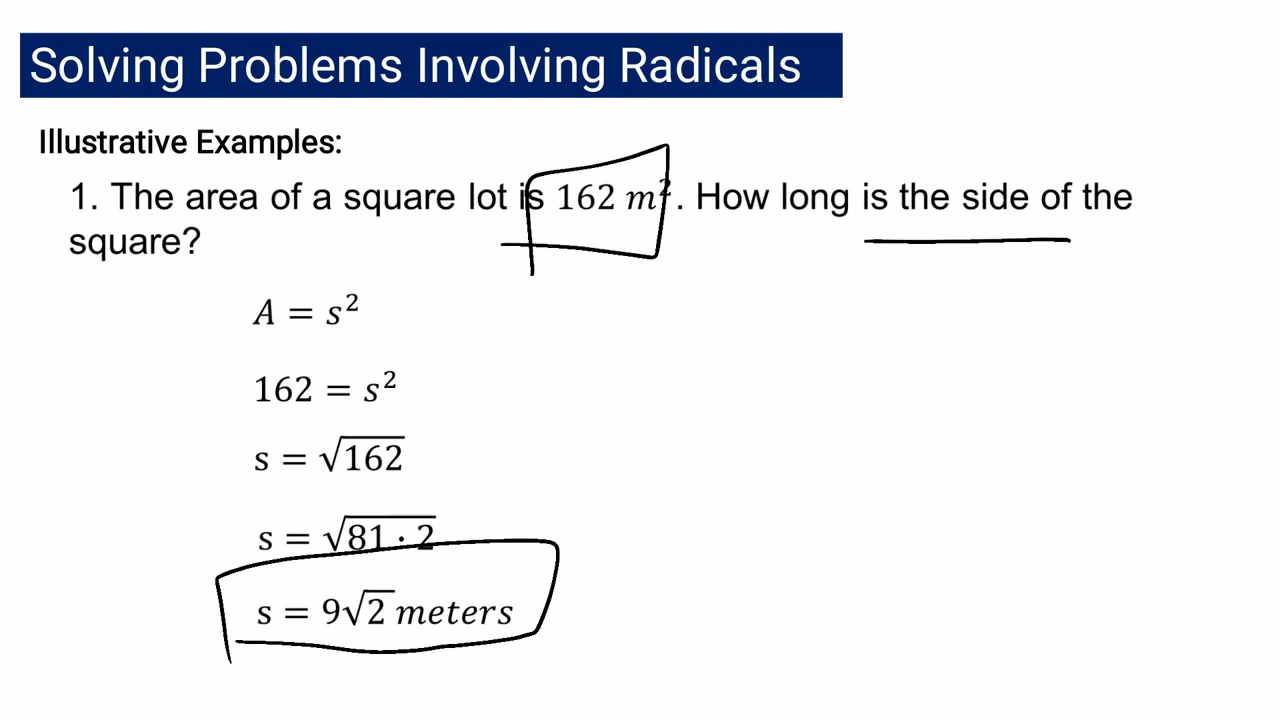 Solving Problems Involving Radicals
Illustrative Examples:
1. The area of a square lot is 162 m². How long is the side of the
square?
A = s²
162 = s²
s = √162
s = √81 · 2
s = 9√2 meters